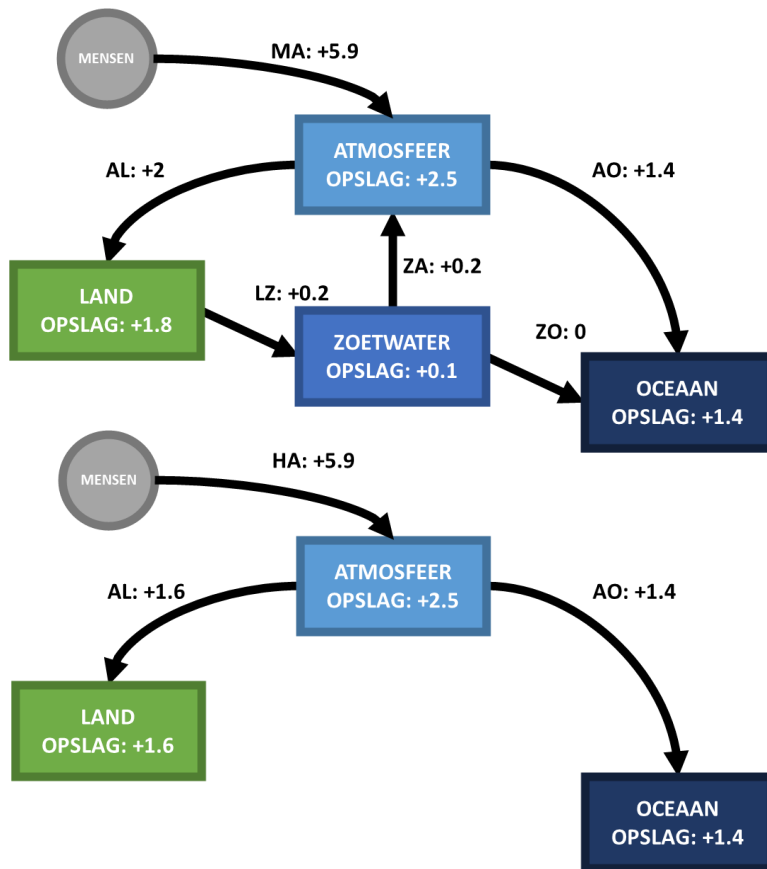 MENSEN
MA: +5.9
ATMOSFEER
OPSLAG: +2.5
AL: +2
AO: +1.4
ZA: +0.2
LAND
OPSLAG: +1.8
LZ: +0.2
ZOETWATER
OPSLAG: +0.1
ZO: 0
OCEAAN
OPSLAG: +1.4
MENSEN
HA: +5.9
ATMOSFEER
OPSLAG: +2.5
AL: +1.6
AO: +1.4
LAND
OPSLAG: +1.6
OCEAAN
OPSLAG: +1.4